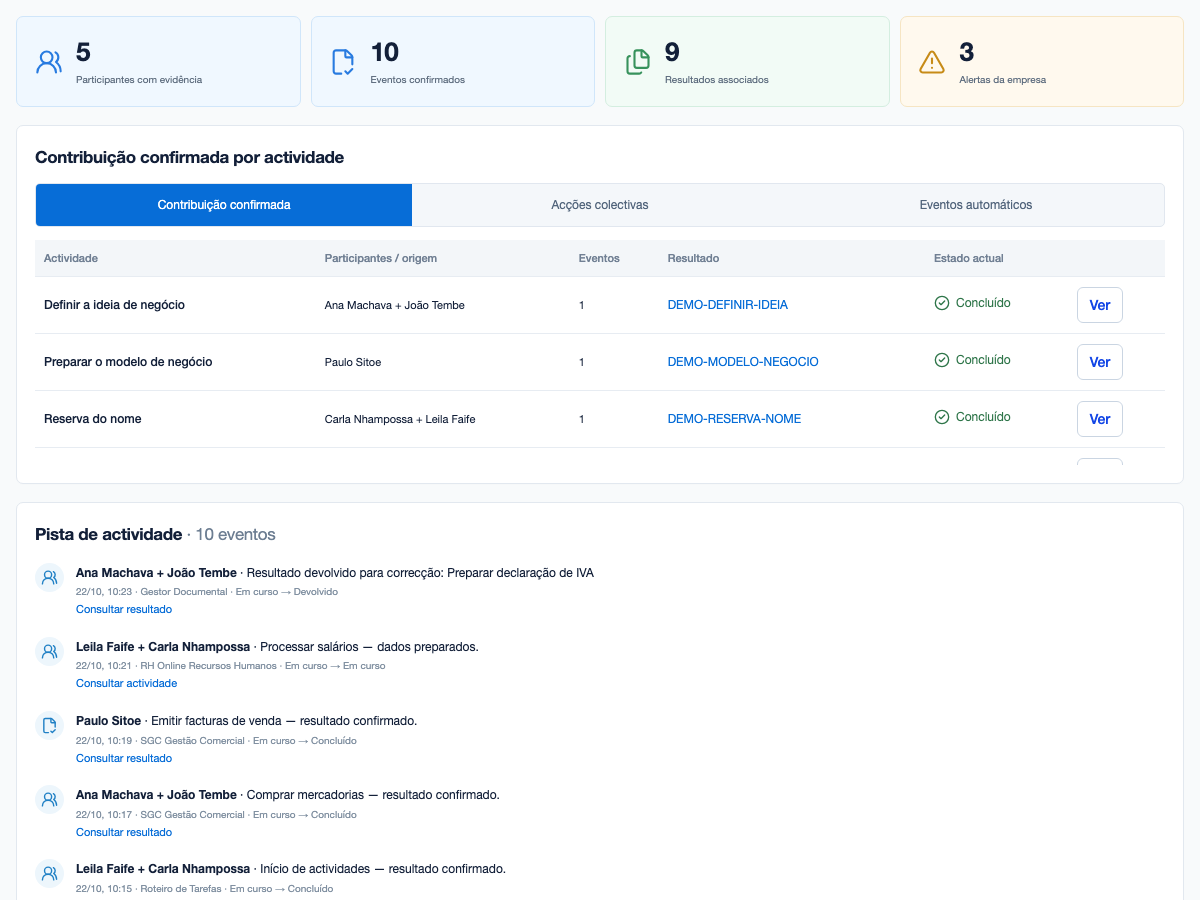 5
Participantes com evidência
10
Eventos confirmados
9
Resultados associados
3
Alertas da empresa
Contribuição confirmada por actividade
Contribuição confirmada
Acções colectivas
Eventos automáticos
Actividade Participantes / origem Eventos Resultado Estado actual
Definir a ideia de negócio Ana Machava + João Tembe 1 DEMO-DEFINIR-IDEIA Concluído Ver
Preparar o modelo de negócio Paulo Sitoe 1 DEMO-MODELO-NEGOCIO Concluído Ver
Reserva do nome Carla Nhampossa + Leila Faife 1 DEMO-RESERVA-NOME Concluído Ver
Pista de actividade · 10 eventos
Ana Machava + João Tembe · Resultado devolvido para correcção: Preparar declaração de IVA
22/10, 10:23 · Gestor Documental · Em curso → Devolvido
Consultar resultado
Leila Faife + Carla Nhampossa · Processar salários — dados preparados.
22/10, 10:21 · RH Online Recursos Humanos · Em curso → Em curso
Consultar actividade
Paulo Sitoe · Emitir facturas de venda — resultado confirmado.
22/10, 10:19 · SGC Gestão Comercial · Em curso → Concluído
Consultar resultado
Ana Machava + João Tembe · Comprar mercadorias — resultado confirmado.
22/10, 10:17 · SGC Gestão Comercial · Em curso → Concluído
Consultar resultado
Leila Faife + Carla Nhampossa · Início de actividades — resultado confirmado.
22/10, 10:15 · Roteiro de Tarefas · Em curso → Concluído